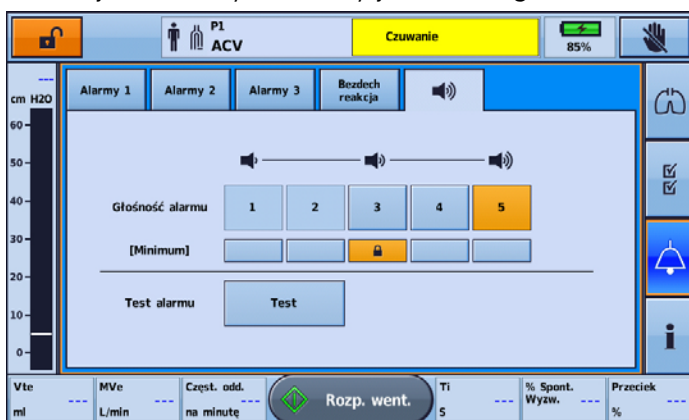 P1
ACV
Czuwanie
85%
---
cm H2O
Alarmy 1
Alarmy 2
Alarmy 3
Bezdech
reakcja
60
50
40
30
20
10
0
Głośność alarmu
1
2
3
4
5
[Minimum]
Test alarmu
Test
Vte
---
ml
MVe
---
L/min
Częst. odd.
---
na minutę
Rozp. went.
Ti
---
s
% Spont.
Wyzw.
---
Przeciek
---
%